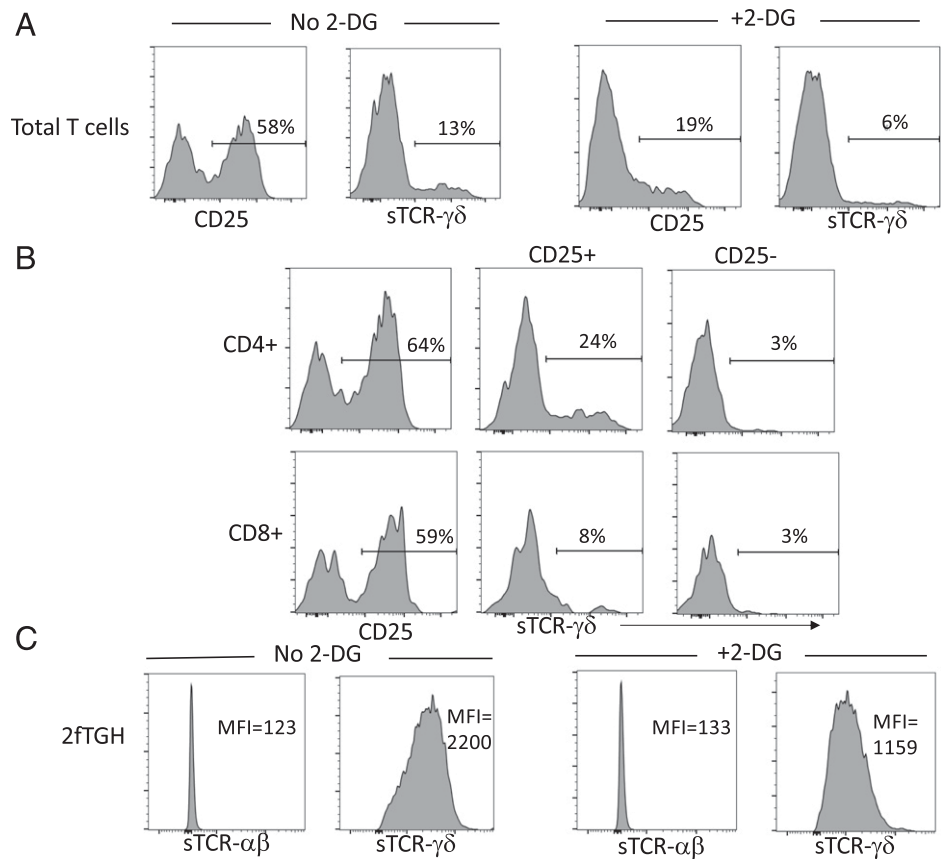 A
No 2-DG
+2-DG
Total T cells
58%
13%
19%
6%
CD25
sTCR-γδ
CD25
sTCR-γδ
B
CD25+
CD25-
CD4+
64%
24%
3%
CD8+
59%
8%
3%
CD25
sTCR-γδ
C
No 2-DG
+2-DG
2fTGH
MFI=123
MFI=
2200
MFI=133
MFI=
1159
sTCR-αβ
sTCR-γδ
sTCR-αβ
sTCR-γδ